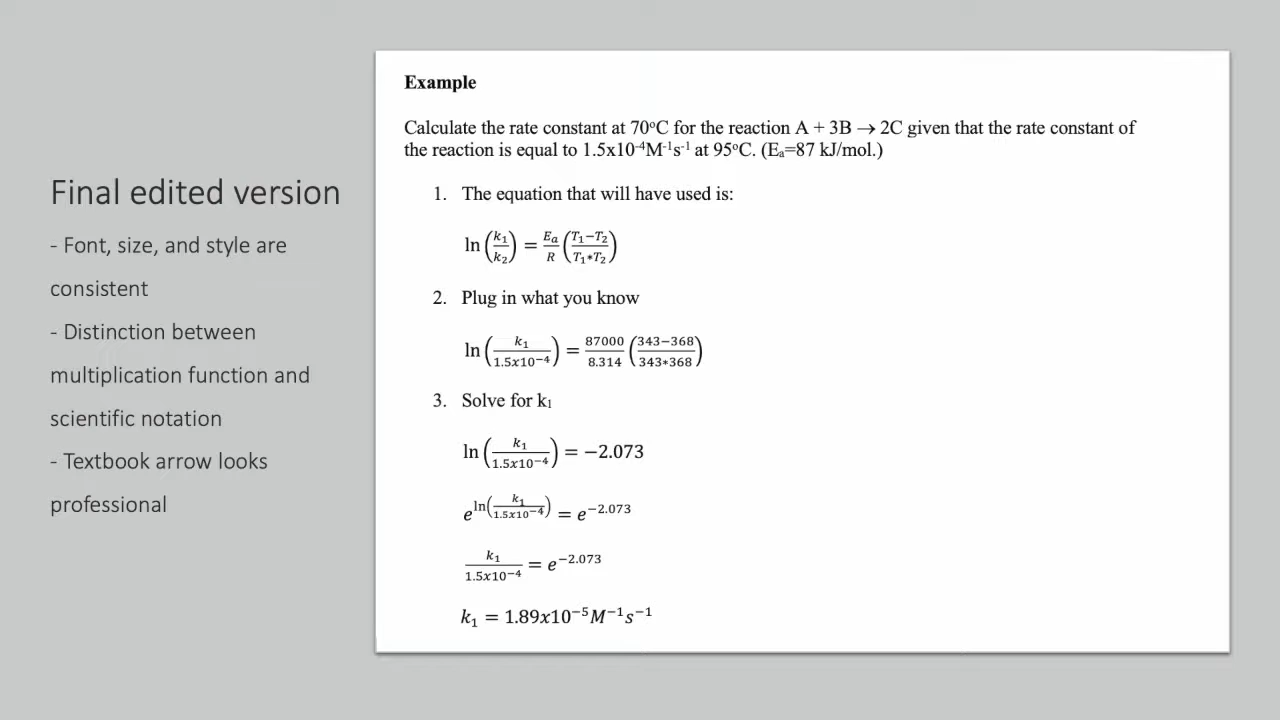 Final edited version
- Font, size, and style are
consistent
- Distinction between
multiplication function and
scientific notation
- Textbook arrow looks
professional
Example
Calculate the rate constant at 70°C for the reaction A + 3B → 2C given that the rate constant of
the reaction is equal to 1.5x10⁻⁴M⁻¹s⁻¹ at 95°C. (Eₐ=87 kJ/mol.)
1. The equation that will have used is:
ln(k₁/k₂) = Eₐ/R (T₁−T₂/T₁*T₂)
2. Plug in what you know
ln(k₁/1.5x10⁻⁴) = 87000/8.314 (343−368/343*368)
3. Solve for k₁
ln(k₁/1.5x10⁻⁴) = −2.073
e^ln(k₁/1.5x10⁻⁴) = e⁻²·⁰⁷³
k₁/1.5x10⁻⁴ = e⁻²·⁰⁷³
k₁ = 1.89x10⁻⁵M⁻¹s⁻¹